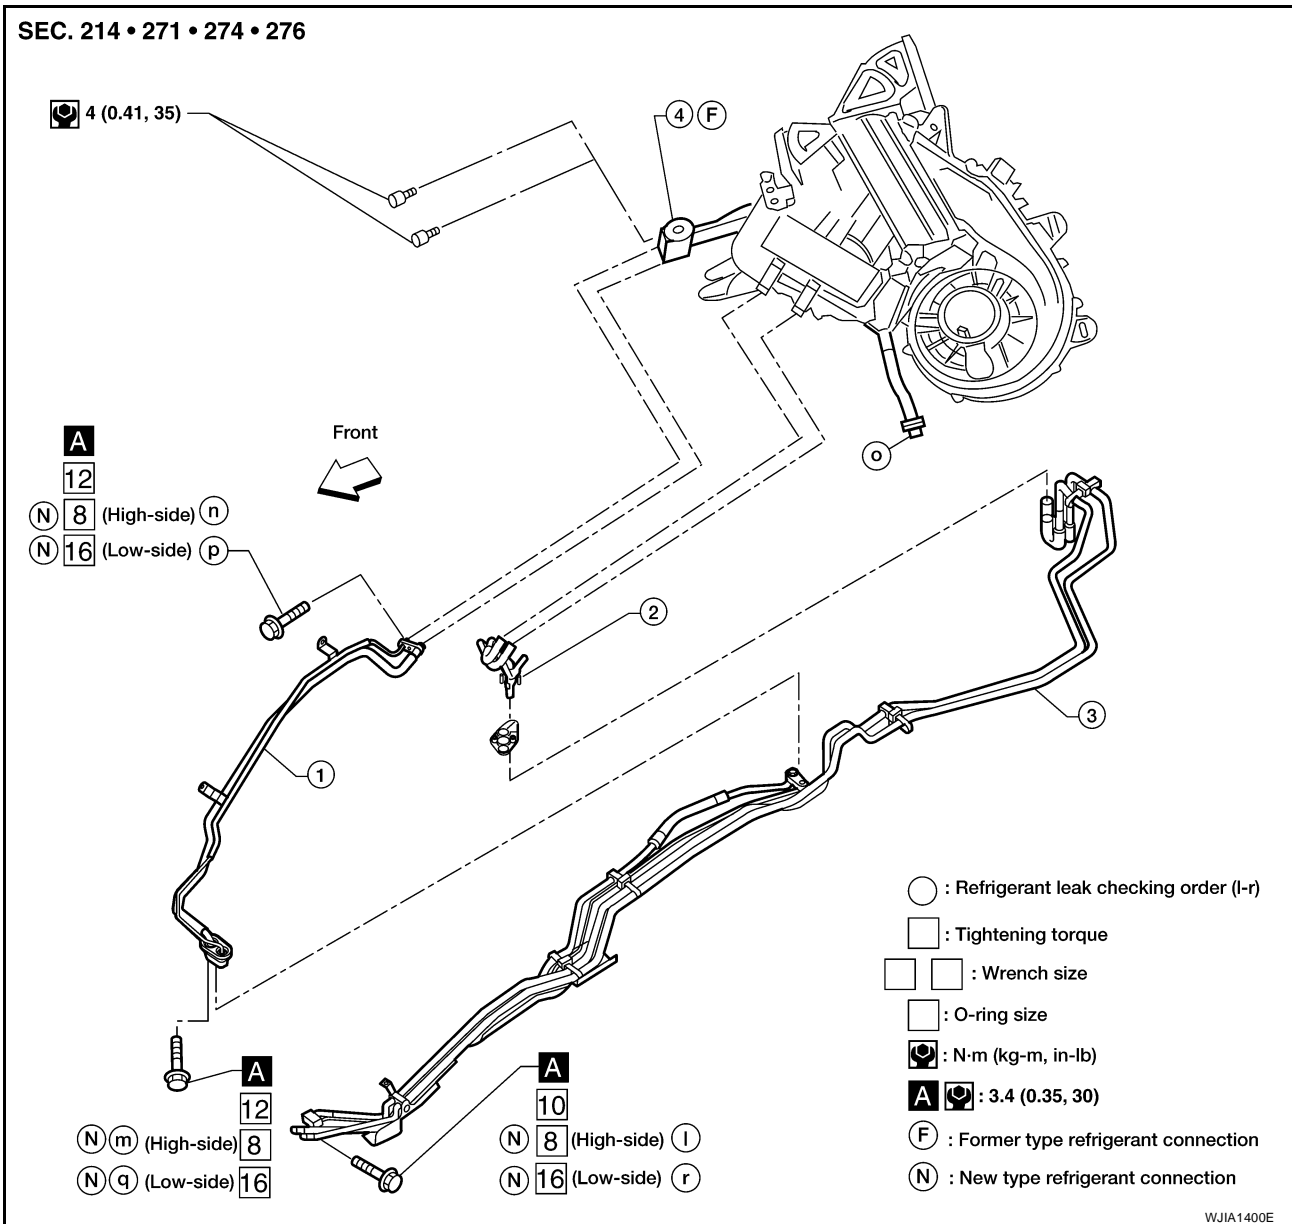 SEC. 214 • 271 • 274 • 276
4 (0.41, 35)
4 F
Front
A
12
N 8 (High-side) n
N 16 (Low-side) p
o
2
3
1
A
12
N m (High-side) 8
N q (Low-side) 16
A
10
N 8 (High-side) l
N 16 (Low-side) r
: Refrigerant leak checking order (l-r)
: Tightening torque
: Wrench size
: O-ring size
: N·m (kg-m, in-lb)
A : 3.4 (0.35, 30)
F : Former type refrigerant connection
N : New type refrigerant connection
WJIA1400E